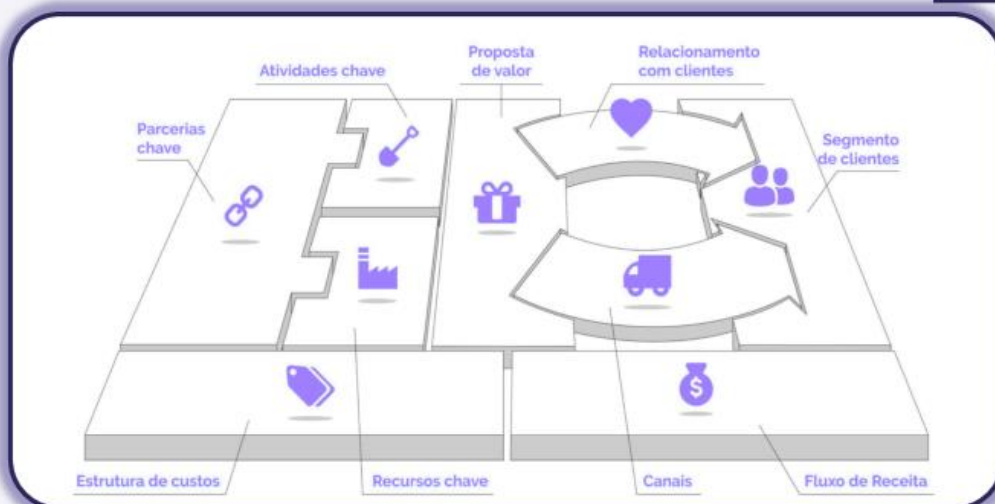 Proposta
de valor
Relacionamento
com clientes
Atividades chave
Parcerias
chave
Segmento
de clientes
$
Estrutura de custos
Recursos chave
Canais
Fluxo de Receita